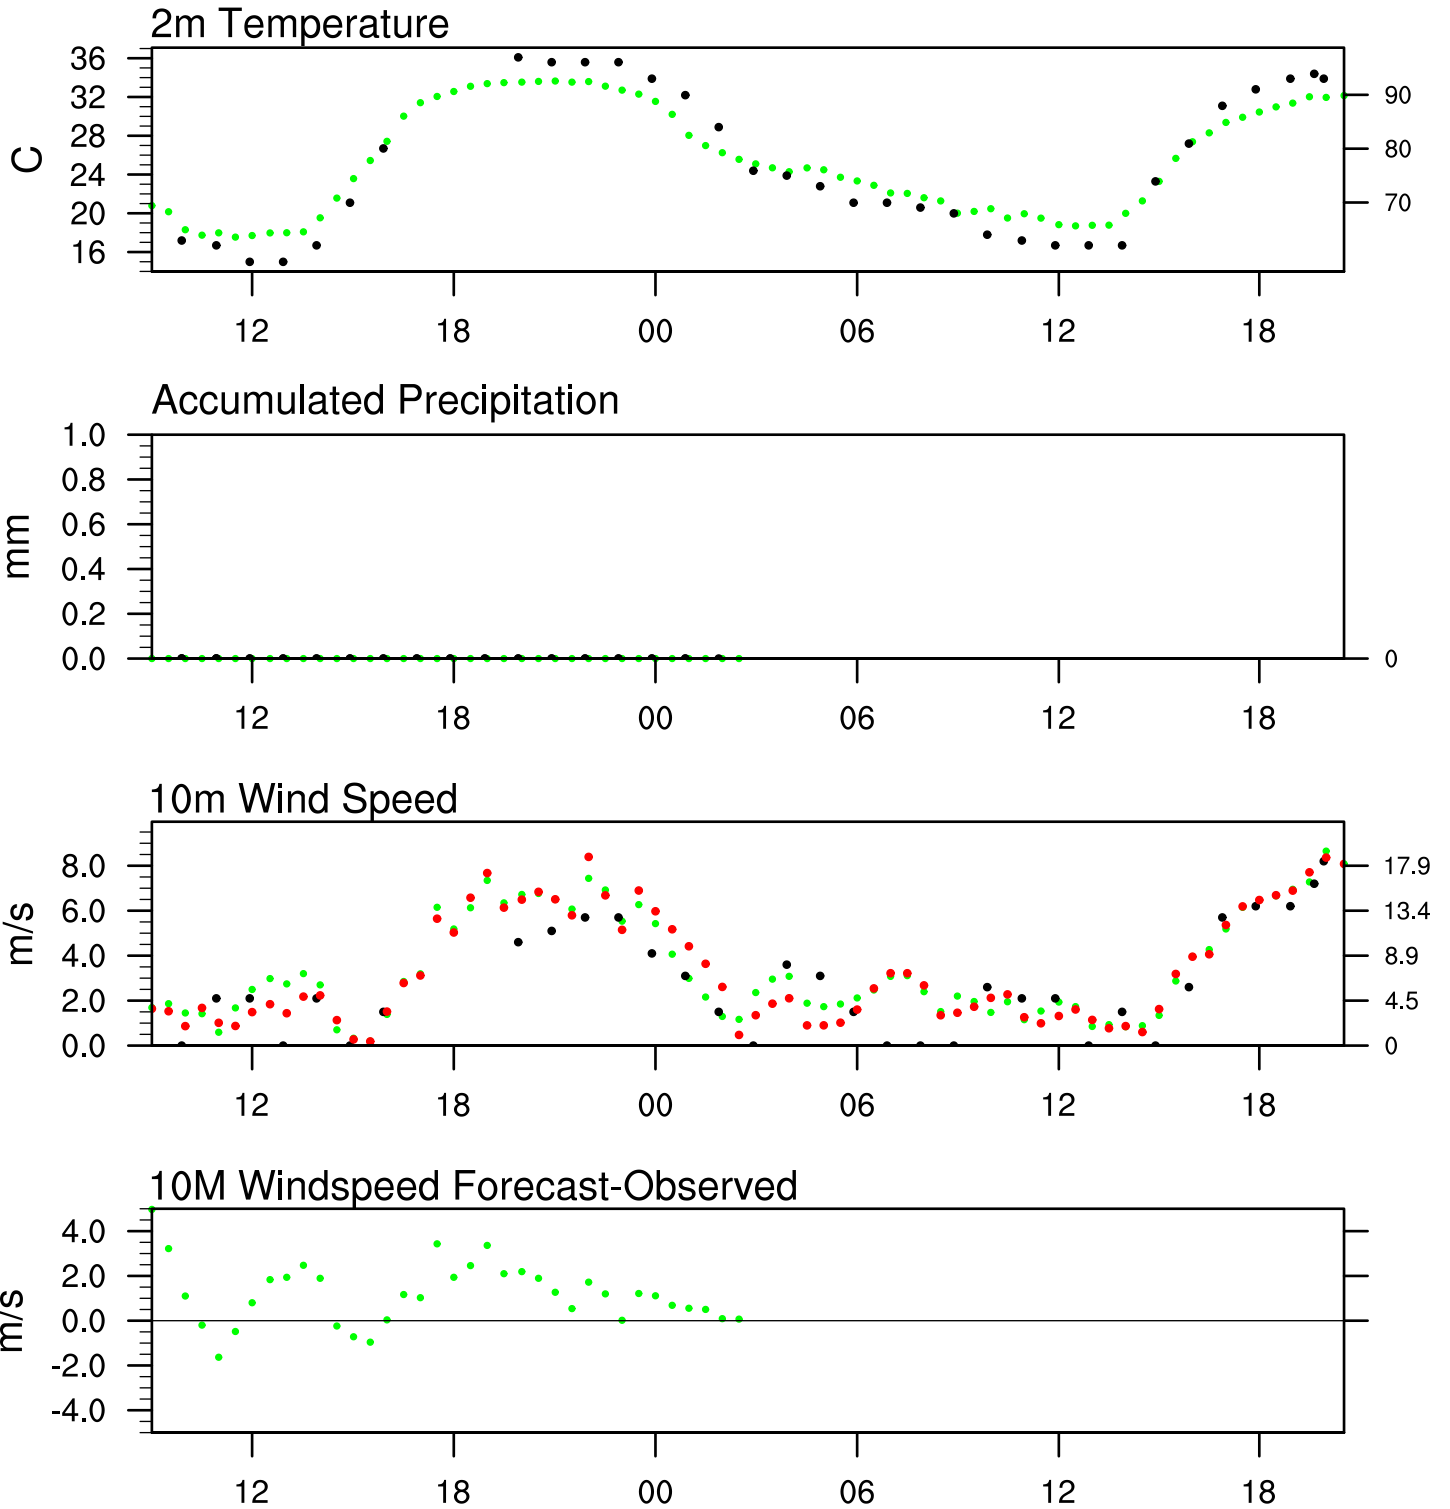 2m Temperature
36
32
28
24
20
16
C
90
80
70
12 18 00 06 12 18
Accumulated Precipitation
1.0
0.8
0.6
0.4
0.2
0.0
mm
0
12 18 00 06 12 18
10m Wind Speed
8.0
6.0
4.0
2.0
0.0
m/s
17.9
13.4
8.9
4.5
0
12 18 00 06 12 18
10M Windspeed Forecast-Observed
4.0
2.0
0.0
-2.0
-4.0
m/s
12 18 00 06 12 18